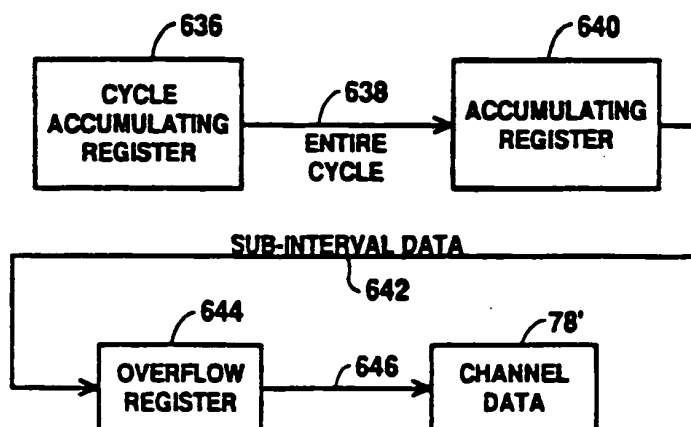 636
640
CYCLE
ACCUMULATING
REGISTER
638
ENTIRE
CYCLE
ACCUMULATING
REGISTER
SUB-INTERVAL DATA
642
644
78'
OVERFLOW
REGISTER
646
CHANNEL
DATA